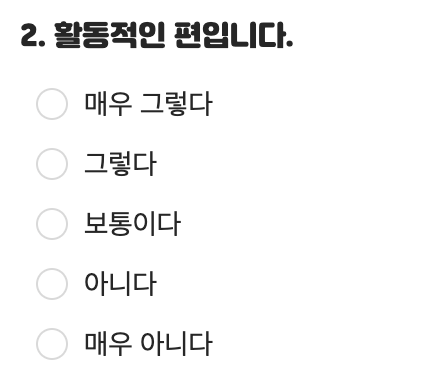 2. 활동적인 편입니다.
매우 그렇다
그렇다
보통이다
아니다
매우 아니다